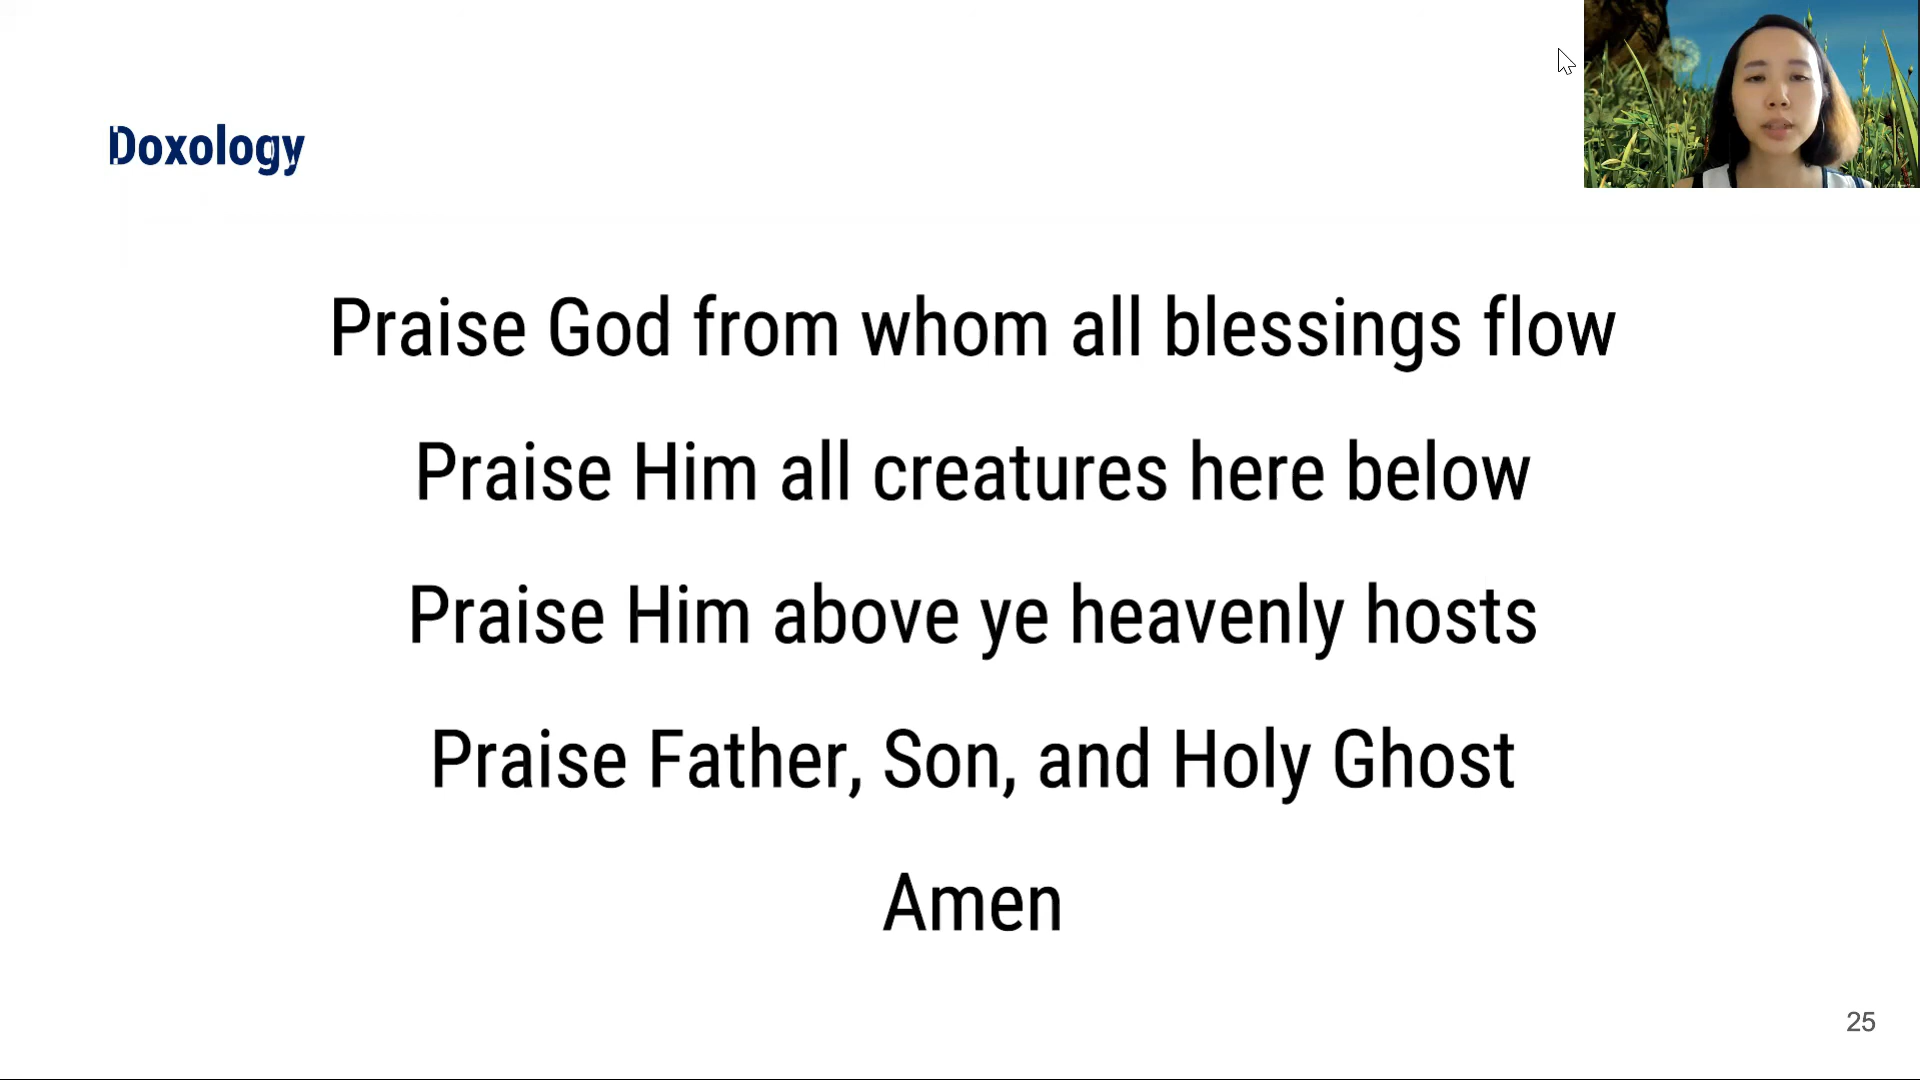 Doxology
Praise God from whom all blessings flow
Praise Him all creatures here below
Praise Him above ye heavenly hosts
Praise Father, Son, and Holy Ghost
Amen
25